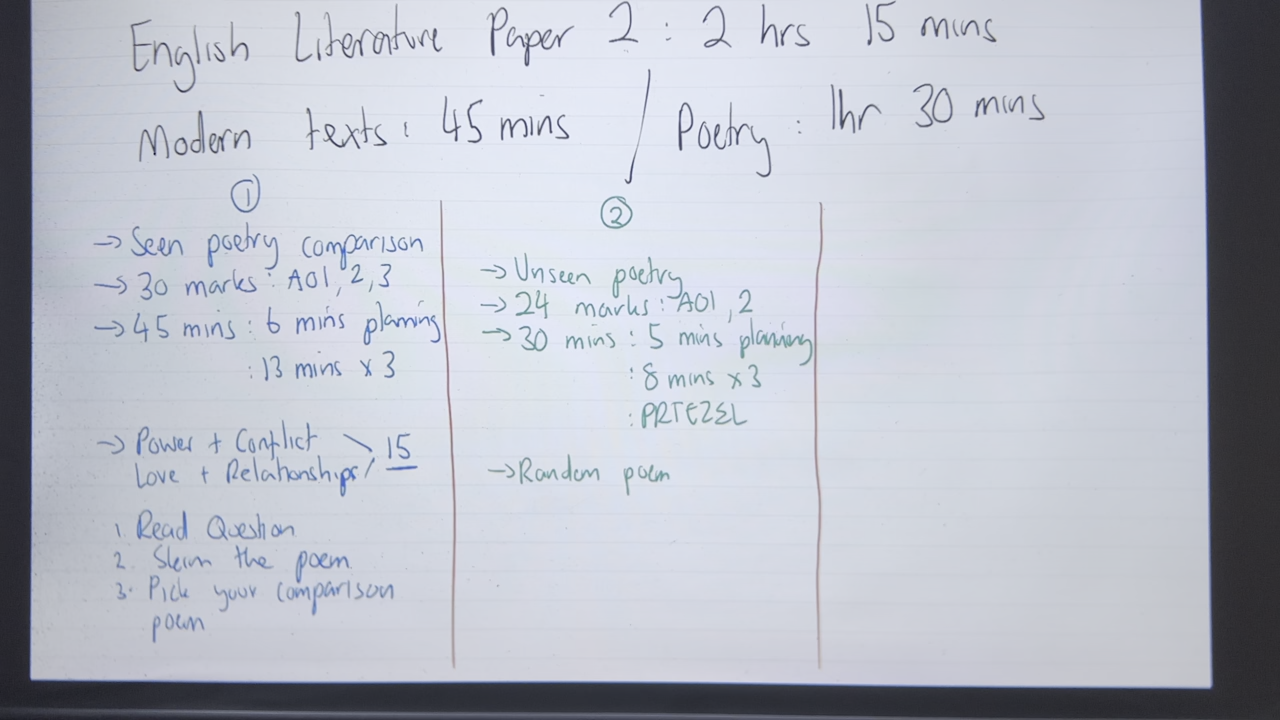 English Literature Paper 2 : 2 hrs 15 mins
Modern texts : 45 mins / Poetry : 1hr 30 mins
①
→ Seen poetry comparison
→ 30 marks : AO1, 2, 3
→ 45 mins : 6 mins planning
: 13 mins x 3
→ Power + Conflict \ 15
Love + Relationships /
1. Read Question
2. Skim the poem
3. Pick your comparison
poem
②
→ Unseen poetry
→ 24 marks : AO1, 2
→ 30 mins : 5 mins planning
: 8 mins x 3
: PRTEZEL
→ Random poem